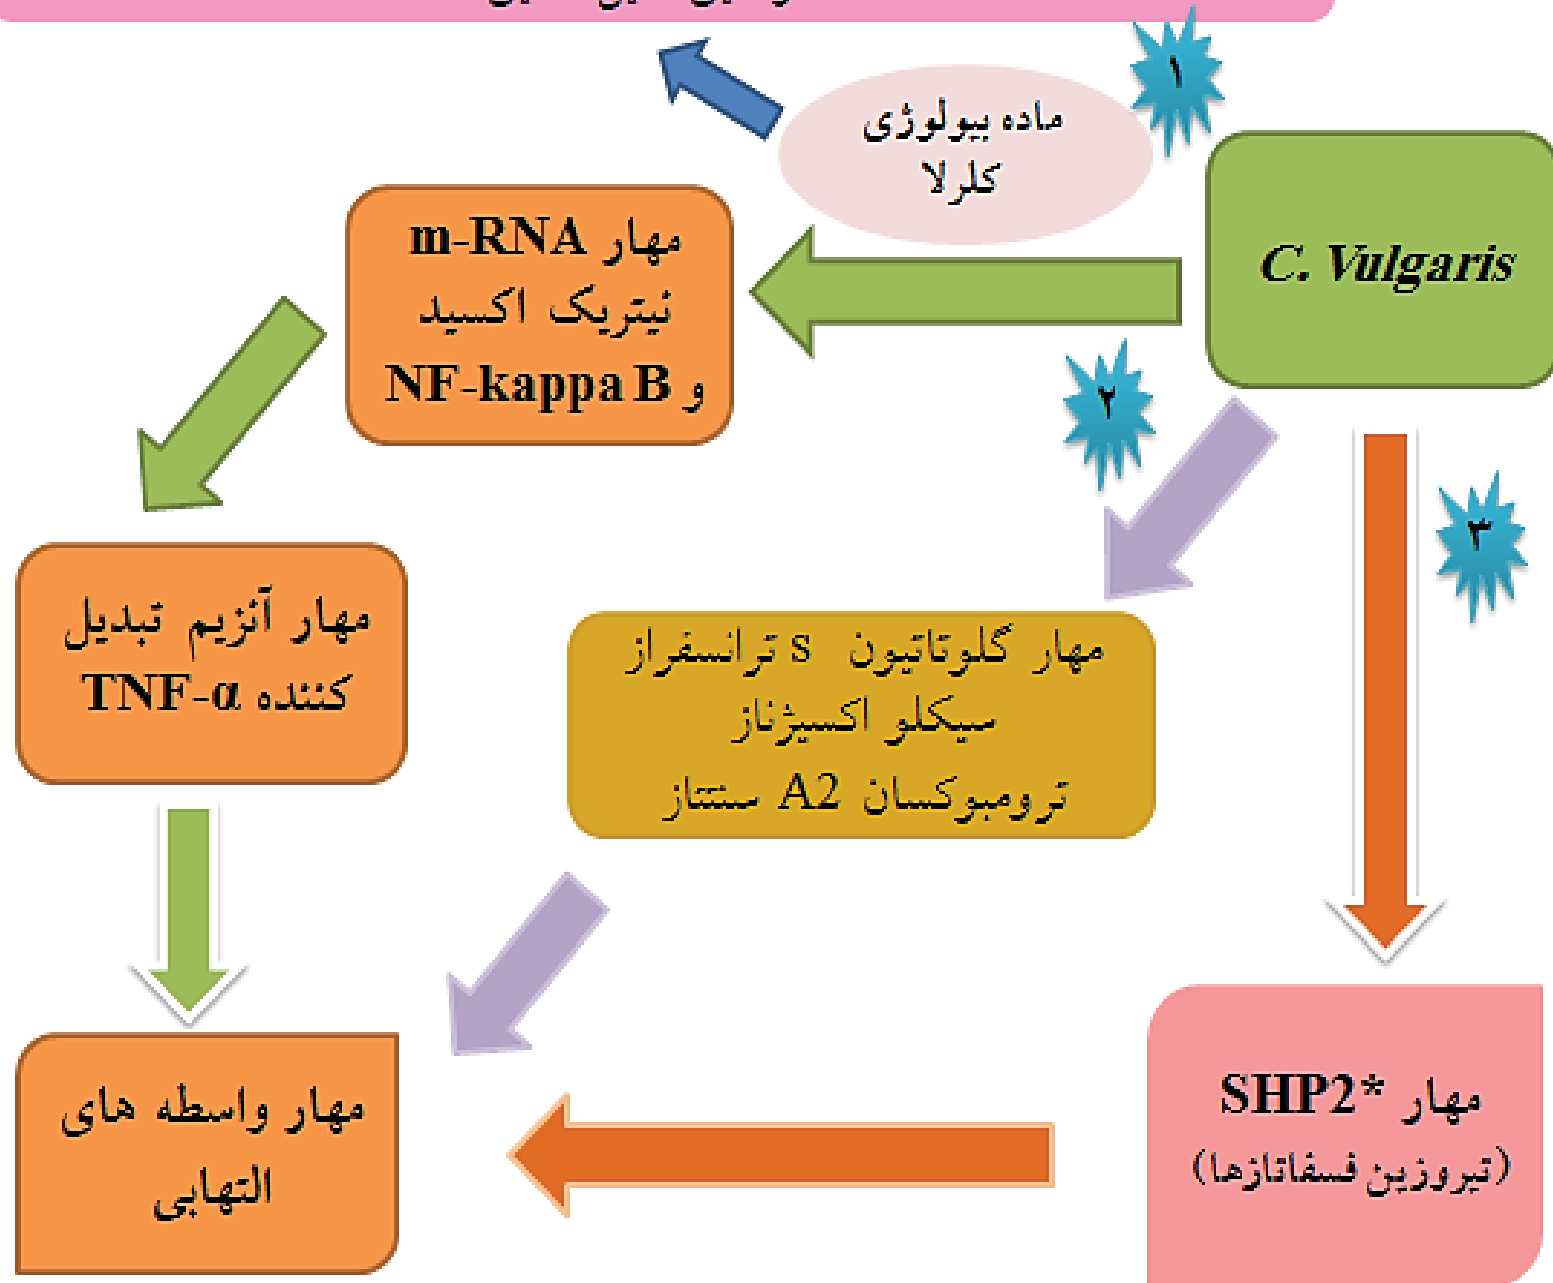 ۱
ماده بیولوژی
کلرلا
C. Vulgaris
مهار m-RNA
نیتریک اکسید
و NF-kappa B
۲
۳
مهار آنزیم تبدیل
کننده TNF-α
مهار گلوتاتیون S ترانسفراز
سیکلو اکسیژناز
ترومبوکسان A2 سنتتاز
مهار واسطه های
التهابی
مهار SHP2*
(تیروزین فسفاتازها)